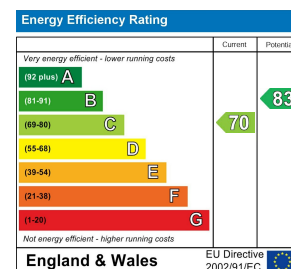 Energy Efficiency Rating
Current Potentia
Very energy efficient - lower running costs
(92 plus) A
(81-91) B
83
(69-80) C
70
(55-68) D
(39-54) E
(21-38) F
(1-20) G
Not energy efficient - higher running costs
England & Wales
EU Directive
2002/91/EC